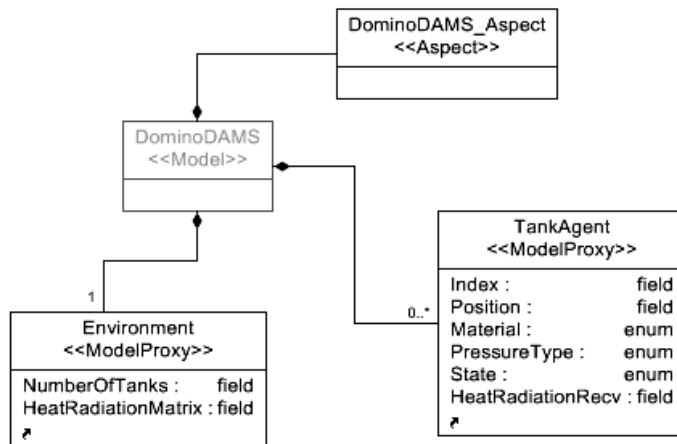 DominoDAMS_Aspect
<<Aspect>>
DominoDAMS
<<Model>>
TankAgent
<<ModelProxy>>
Index : field
Position : field
Material : enum
PressureType : enum
State : enum
HeatRadiationRecv : field
0..*
1
Environment
<<ModelProxy>>
NumberOfTanks : field
HeatRadiationMatrix : field